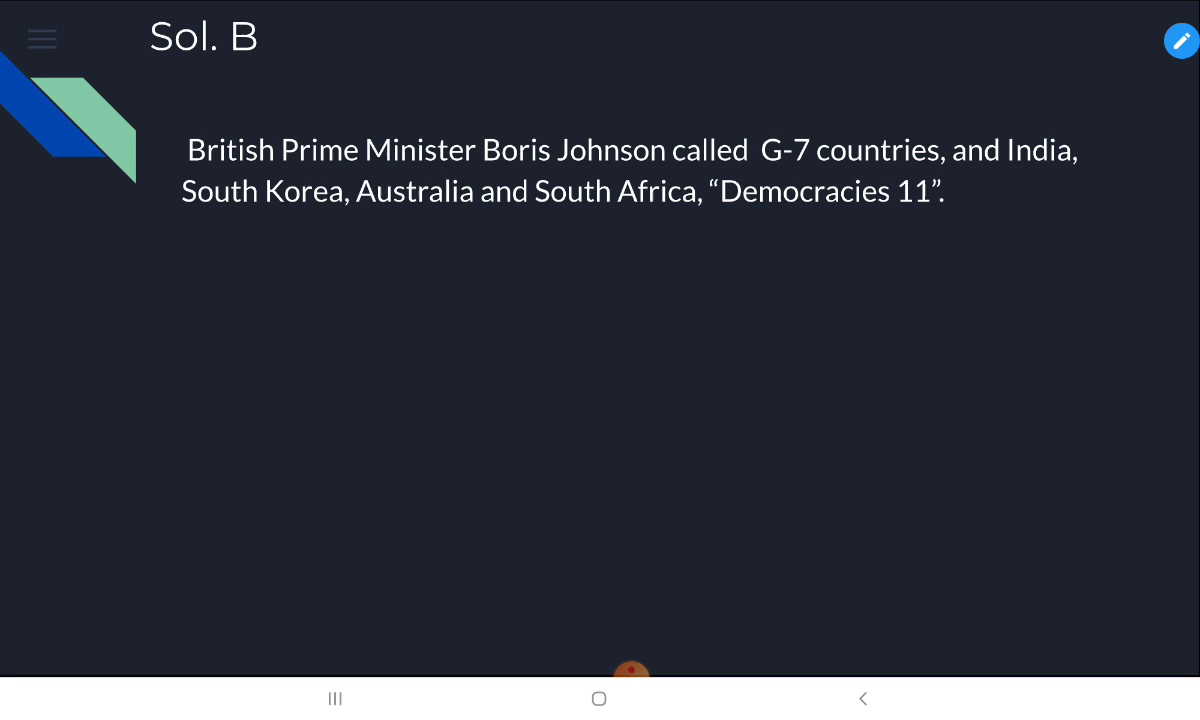 Sol. B
British Prime Minister Boris Johnson called  G-7 countries, and India,
South Korea, Australia and South Africa, “Democracies 11”.